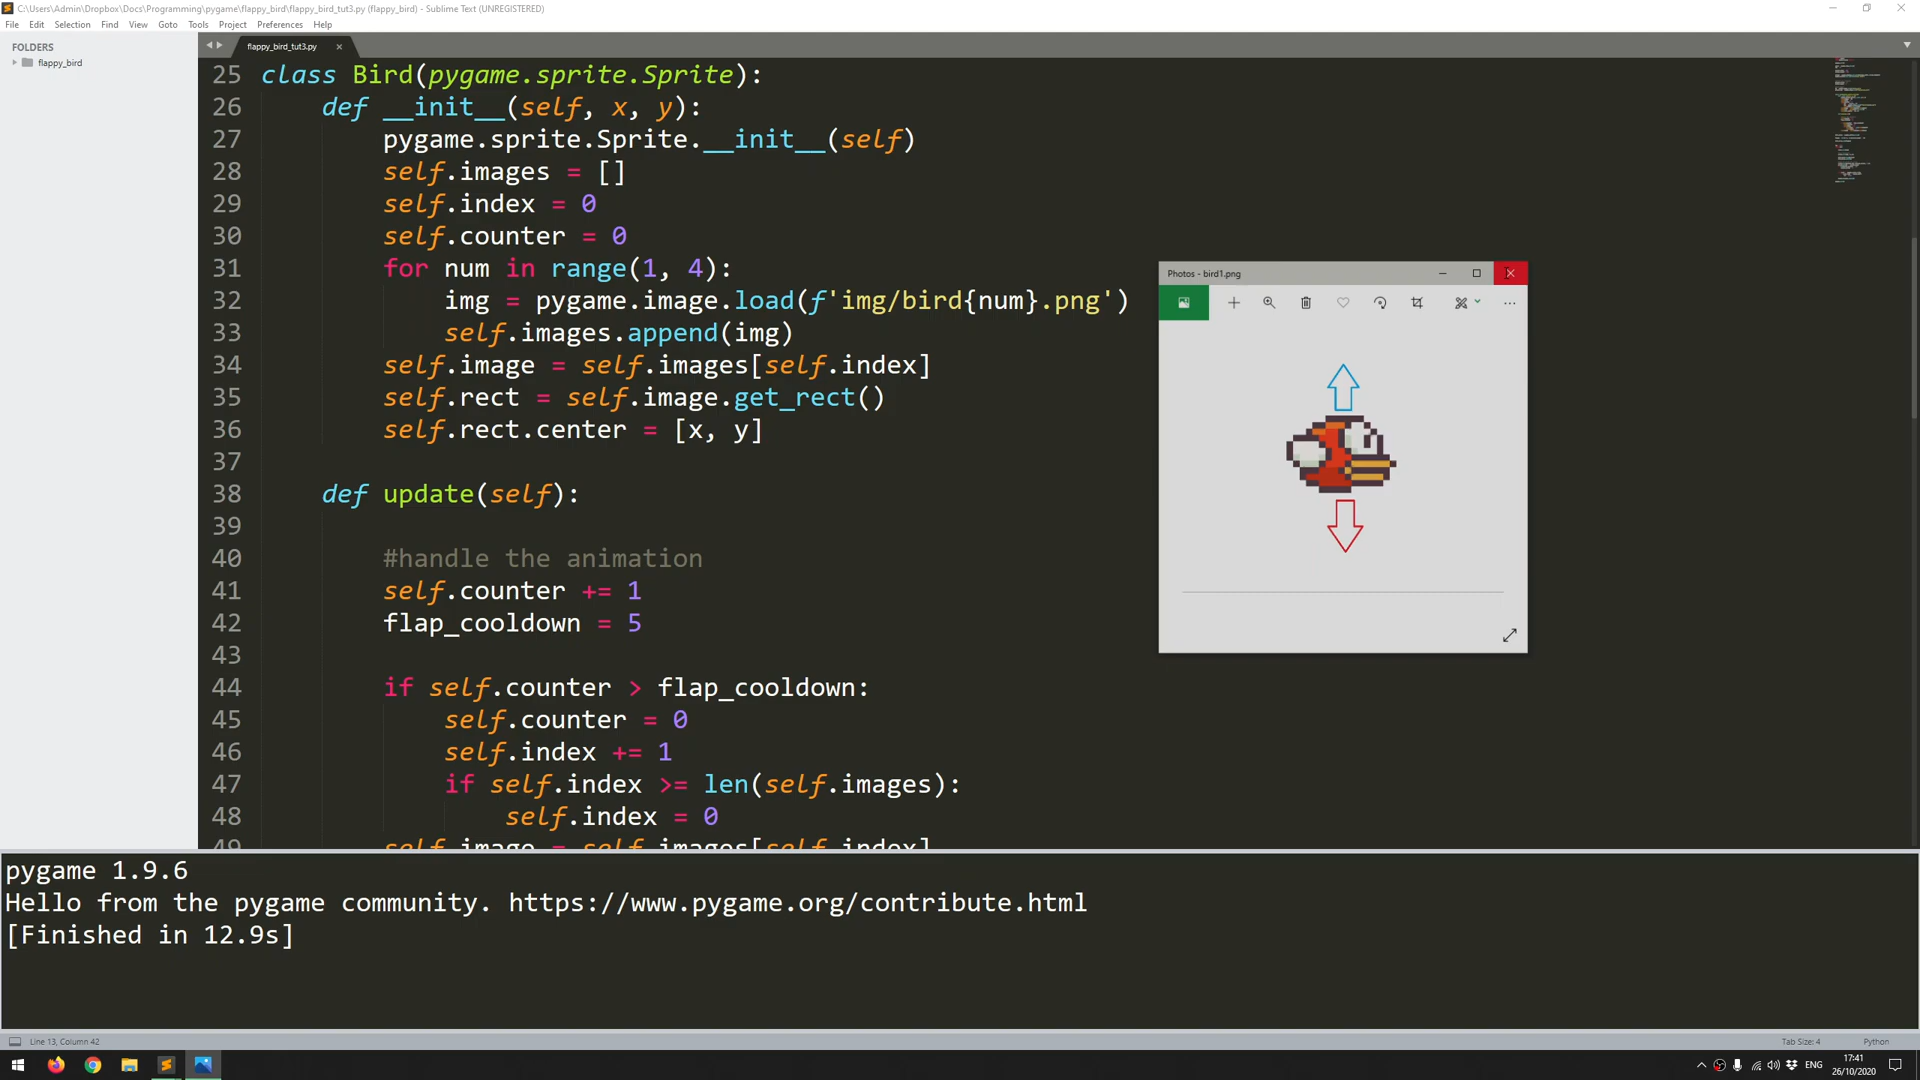 C:\Users\Admin\Dropbox\Docs\Programming\pygame\flappy_bird\flappy_bird_tut3.py (flappy_bird) - Sublime Text (UNREGISTERED)
File Edit Selection Find View Goto Tools Project Preferences Help
FOLDERS
flappy_bird
flappy_bird_tut3.py
25 class Bird(pygame.sprite.Sprite):
26 def __init__(self, x, y):
27 pygame.sprite.Sprite.__init__(self)
28 self.images = []
29 self.index = 0
30 self.counter = 0
31 for num in range(1, 4):
32 img = pygame.image.load(f'img/bird{num}.png')
33 self.images.append(img)
34 self.image = self.images[self.index]
35 self.rect = self.image.get_rect()
36 self.rect.center = [x, y]
37
38 def update(self):
39
40 #handle the animation
41 self.counter += 1
42 flap_cooldown = 5
43
44 if self.counter > flap_cooldown:
45 self.counter = 0
46 self.index += 1
47 if self.index >= len(self.images):
48 self.index = 0
49 self.image = self.images[self.index]
Photos - bird1.png
pygame 1.9.6
Hello from the pygame community. https://www.pygame.org/contribute.html
[Finished in 12.9s]
Line 13, Column 42
Tab Size: 4
Python
ENG
17:41
26/10/2020